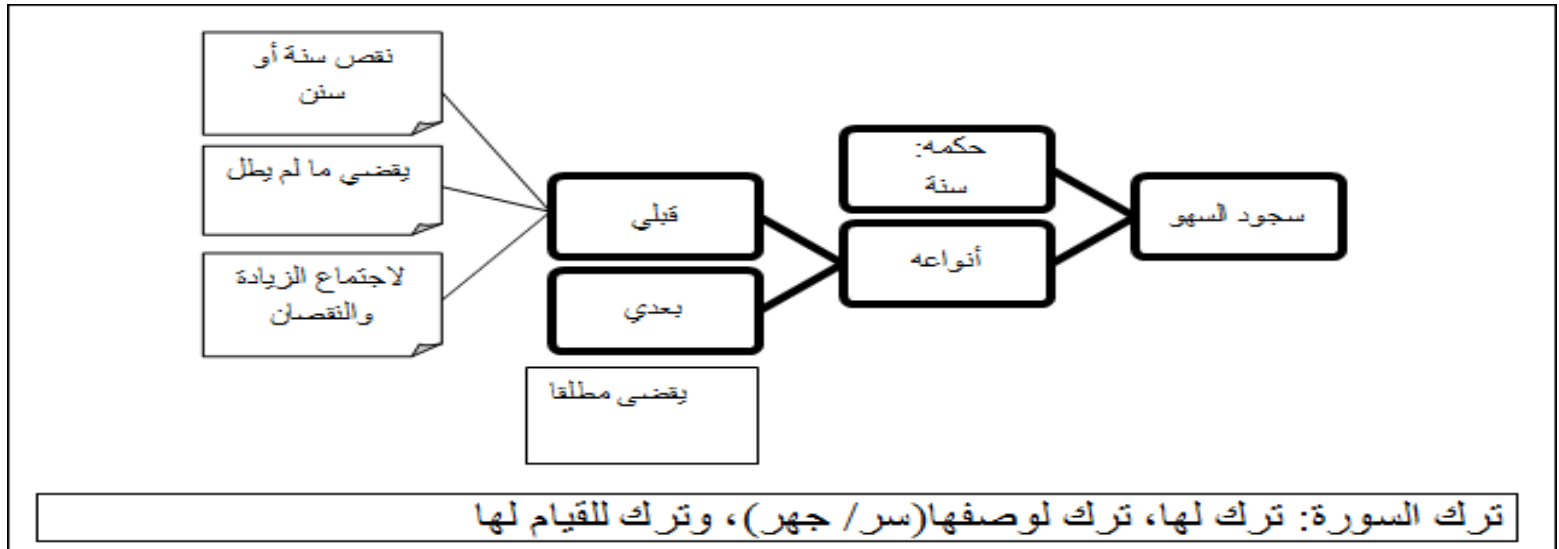 سجود السهو
حكمه:
سنة
أنواعه
قبلي
بعدي
نقص سنة أو
سنن
يقضي ما لم يطل
لاجتماع الزيادة
والنقصان
يقضى مطلقا
ترك السورة: ترك لها، ترك لوصفها(سر/ جهر)، وترك للقيام لها